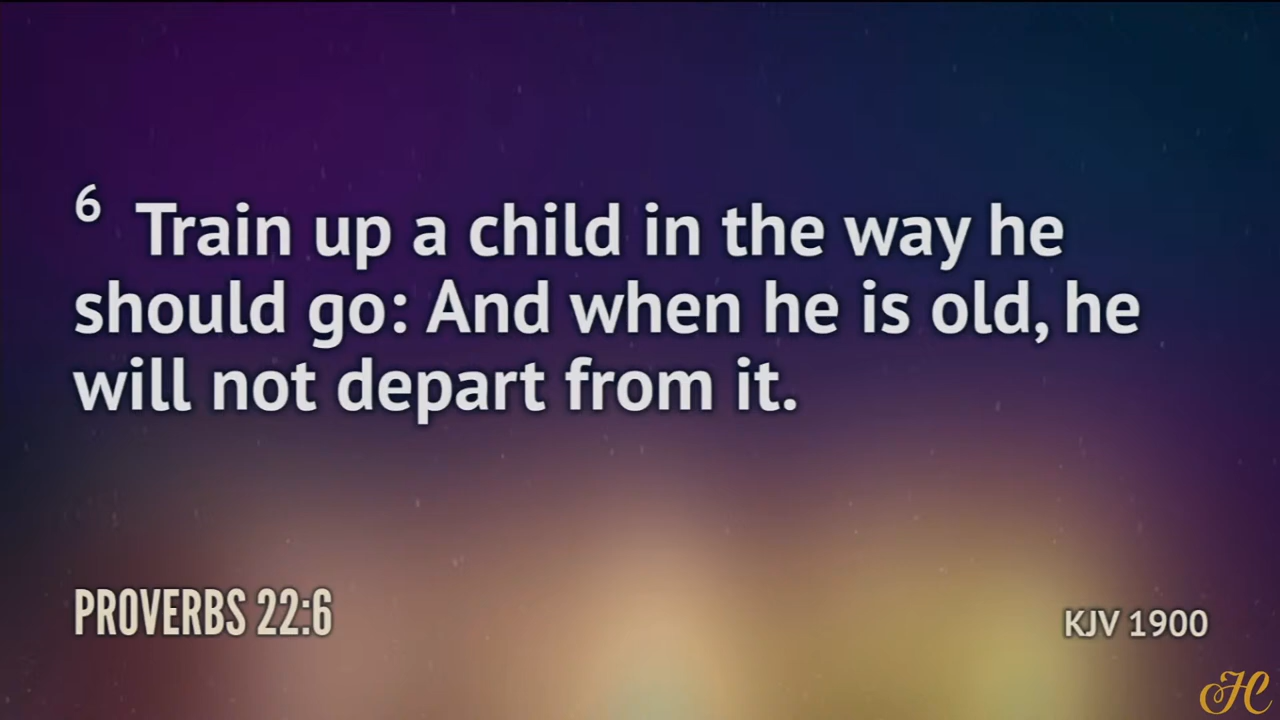 6 Train up a child in the way he
should go: And when he is old, he
will not depart from it.
PROVERBS 22:6
KJV 1900
HC